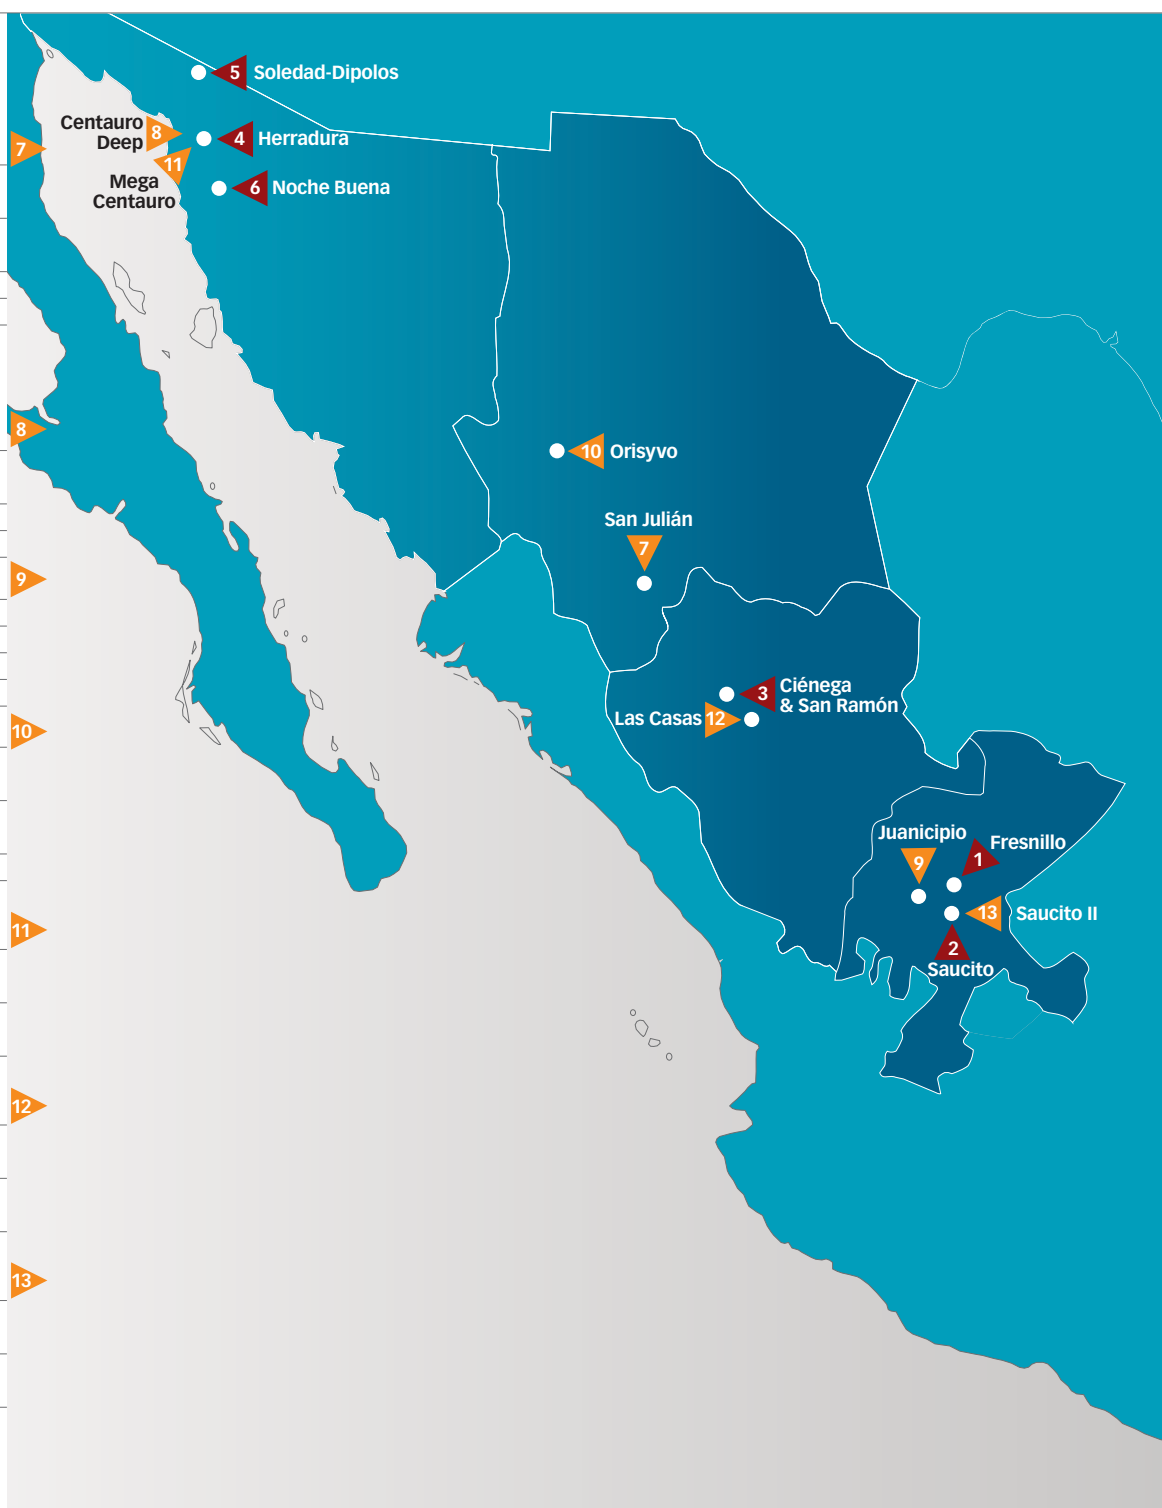 5 Soledad-Dipolos
Centauro
Deep 8
4 Herradura
7
11
Mega
Centauro
6 Noche Buena
8
10 Orisyvo
San Julián
7
9
3 Ciénega
& San Ramón
Las Casas 12
10
Juanicipio
9
1 Fresnillo
13 Saucito II
11
2
Saucito
12
13